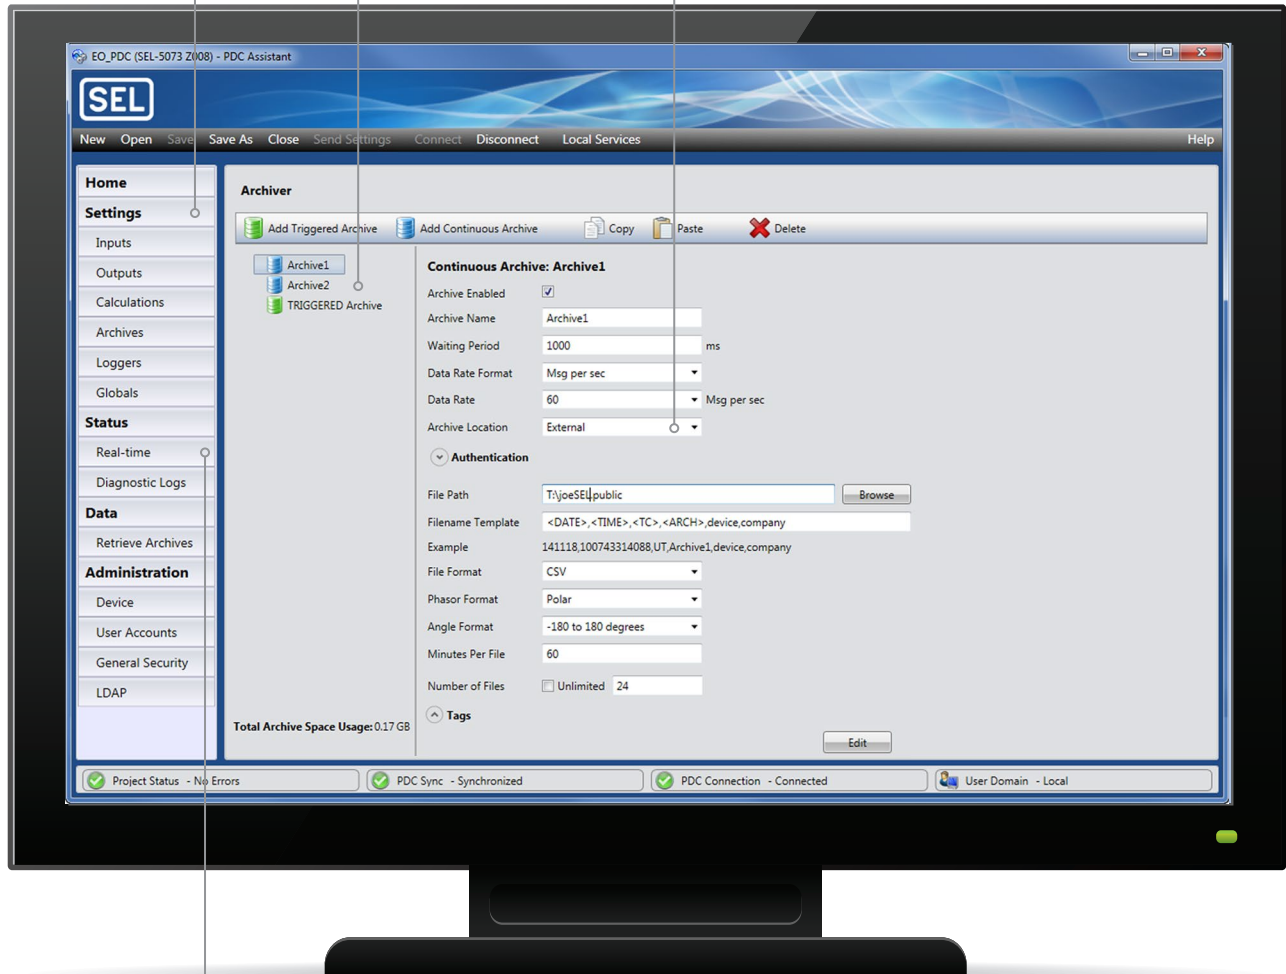 EO_PDC (SEL-5073 Z008) - PDC Assistant
SEL
New Open Save Save As Close Send Settings Connect Disconnect Local Services Help
Home
Settings
Inputs
Outputs
Calculations
Archives
Loggers
Globals
Status
Real-time
Diagnostic Logs
Data
Retrieve Archives
Administration
Device
User Accounts
General Security
LDAP
Archiver
Add Triggered Archive Add Continuous Archive Copy Paste Delete
Archive1
Archive2
TRIGGERED Archive
Total Archive Space Usage: 0.17 GB
Continuous Archive: Archive1
Archive Enabled
Archive Name Archive1
Waiting Period 1000 ms
Data Rate Format Msg per sec
Data Rate 60 Msg per sec
Archive Location External
Authentication
File Path T:\joeSEL\public Browse
Filename Template <DATE>,<TIME>,<TC>,<ARCH>,device,company
Example 141118,100743314088,UT,Archive1,device,company
File Format CSV
Phasor Format Polar
Angle Format -180 to 180 degrees
Minutes Per File 60
Number of Files Unlimited 24
Tags
Edit
Project Status - No Errors PDC Sync - Synchronized PDC Connection - Connected User Domain - Local